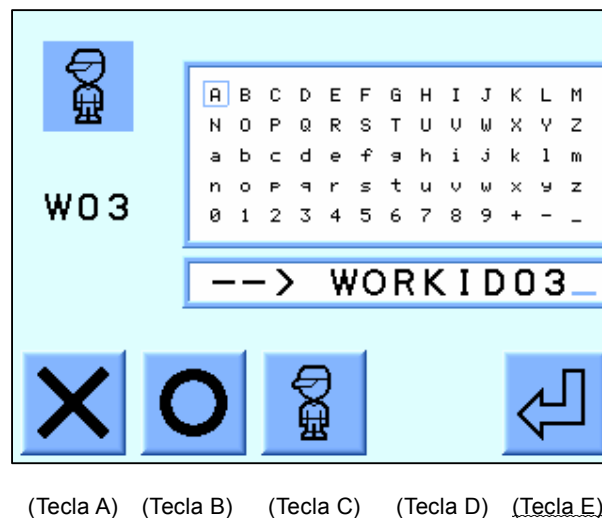 A B C D E F G H I J K L M
N O P Q R S T U V W X Y Z
a b c d e f g h i j k l m
n o p q r s t u v w x y z
0 1 2 3 4 5 6 7 8 9 + - _
W03
--> WORKID03_
(Tecla A) (Tecla B) (Tecla C) (Tecla D) (Tecla E)